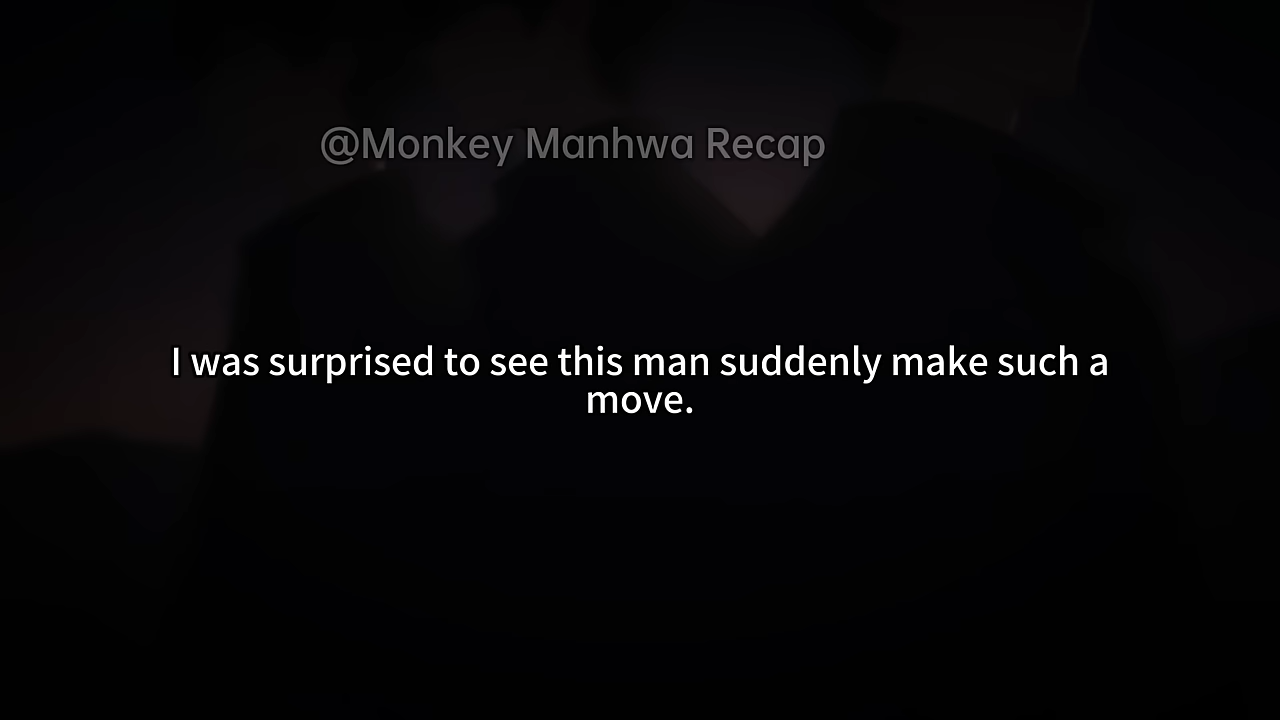 @Monkey Manhwa Recap
I was surprised to see this man suddenly make such a
move.